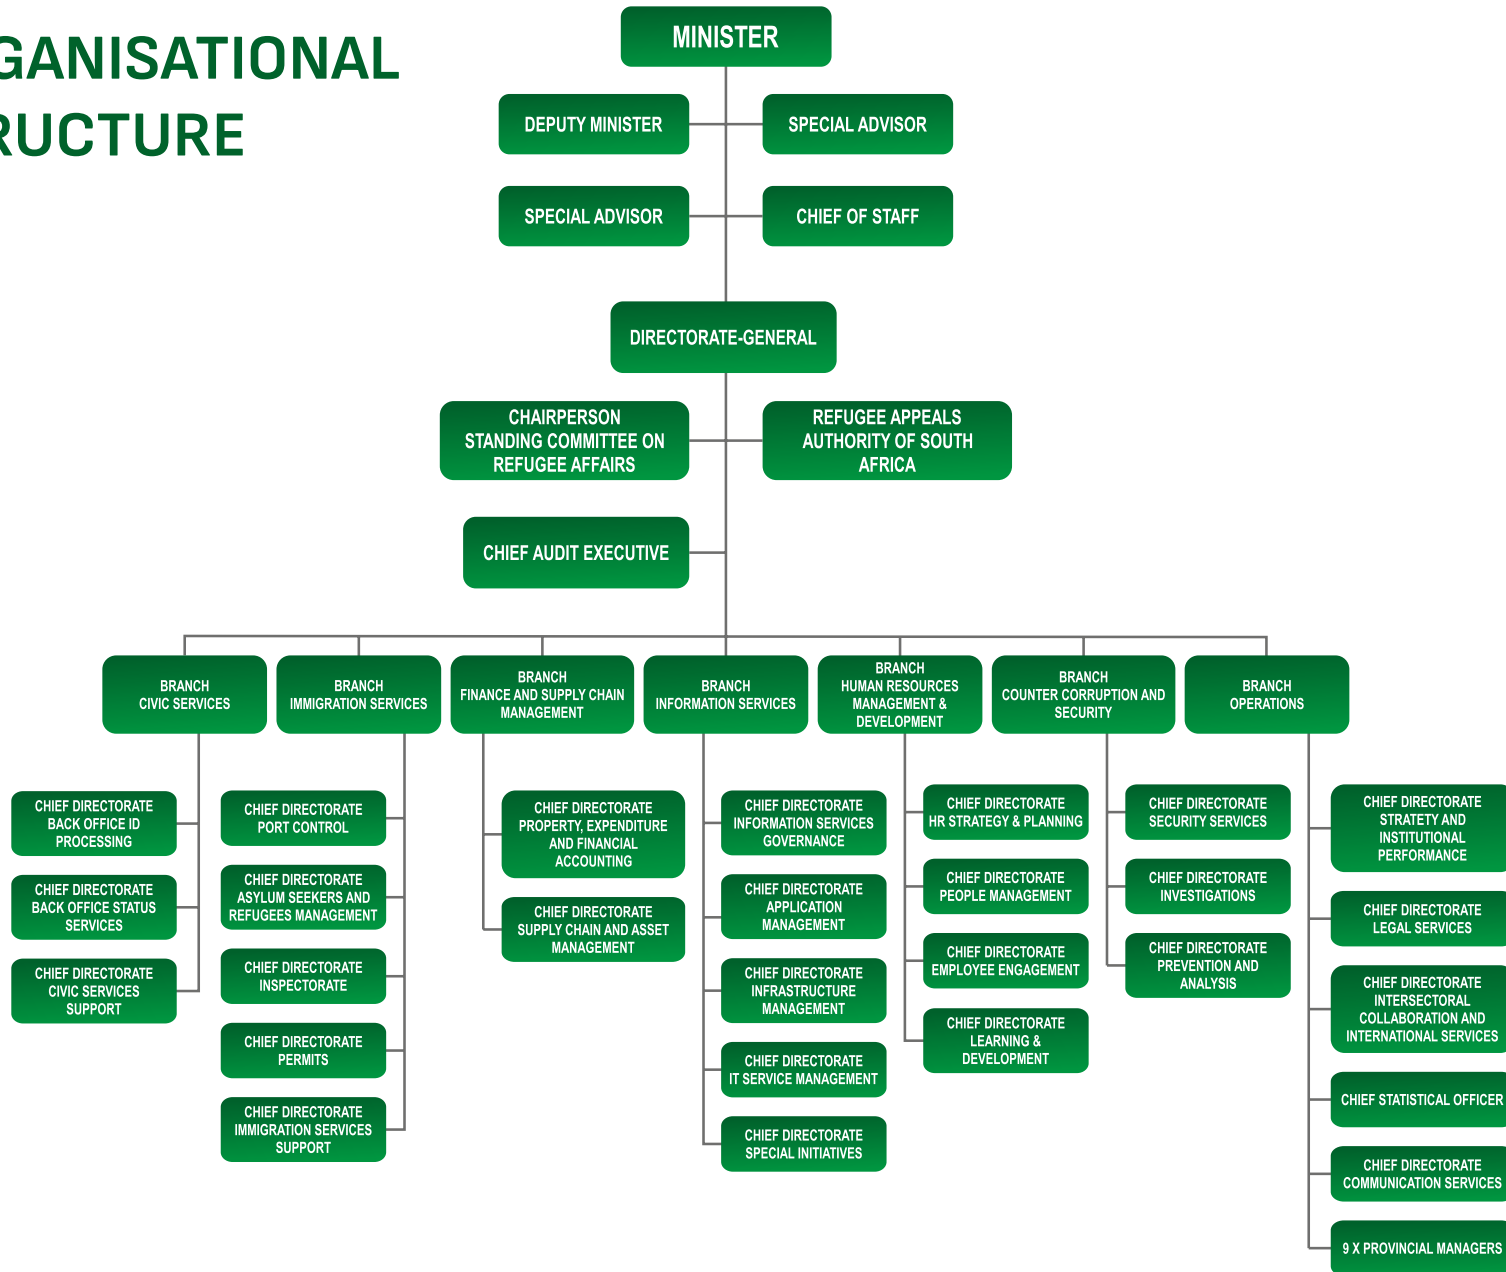 GANISATIONAL
RUCTURE
MINISTER
DEPUTY MINISTER
SPECIAL ADVISOR
SPECIAL ADVISOR
CHIEF OF STAFF
DIRECTORATE-GENERAL
CHAIRPERSON
STANDING COMMITTEE ON
REFUGEE AFFAIRS
REFUGEE APPEALS
AUTHORITY OF SOUTH
AFRICA
CHIEF AUDIT EXECUTIVE
BRANCH
CIVIC SERVICES
BRANCH
IMMIGRATION SERVICES
BRANCH
FINANCE AND SUPPLY CHAIN
MANAGEMENT
BRANCH
INFORMATION SERVICES
BRANCH
HUMAN RESOURCES
MANAGEMENT &
DEVELOPMENT
BRANCH
COUNTER CORRUPTION AND
SECURITY
BRANCH
OPERATIONS
CHIEF DIRECTORATE
BACK OFFICE ID
PROCESSING
CHIEF DIRECTORATE
BACK OFFICE STATUS
SERVICES
CHIEF DIRECTORATE
CIVIC SERVICES
SUPPORT
CHIEF DIRECTORATE
PORT CONTROL
CHIEF DIRECTORATE
ASYLUM SEEKERS AND
REFUGEES MANAGEMENT
CHIEF DIRECTORATE
INSPECTORATE
CHIEF DIRECTORATE
PERMITS
CHIEF DIRECTORATE
IMMIGRATION SERVICES
SUPPORT
CHIEF DIRECTORATE
PROPERTY, EXPENDITURE
AND FINANCIAL
ACCOUNTING
CHIEF DIRECTORATE
SUPPLY CHAIN AND ASSET
MANAGEMENT
CHIEF DIRECTORATE
INFORMATION SERVICES
GOVERNANCE
CHIEF DIRECTORATE
APPLICATION
MANAGEMENT
CHIEF DIRECTORATE
INFRASTRUCTURE
MANAGEMENT
CHIEF DIRECTORATE
IT SERVICE MANAGEMENT
CHIEF DIRECTORATE
SPECIAL INITIATIVES
CHIEF DIRECTORATE
HR STRATEGY & PLANNING
CHIEF DIRECTORATE
PEOPLE MANAGEMENT
CHIEF DIRECTORATE
EMPLOYEE ENGAGEMENT
CHIEF DIRECTORATE
LEARNING &
DEVELOPMENT
CHIEF DIRECTORATE
SECURITY SERVICES
CHIEF DIRECTORATE
INVESTIGATIONS
CHIEF DIRECTORATE
PREVENTION AND
ANALYSIS
CHIEF DIRECTORATE
STRATETY AND
INSTITUTIONAL
PERFORMANCE
CHIEF DIRECTORATE
LEGAL SERVICES
CHIEF DIRECTORATE
INTERSECTORAL
COLLABORATION AND
INTERNATIONAL SERVICES
CHIEF STATISTICAL OFFICER
CHIEF DIRECTORATE
COMMUNICATION SERVICES
9 X PROVINCIAL MANAGERS